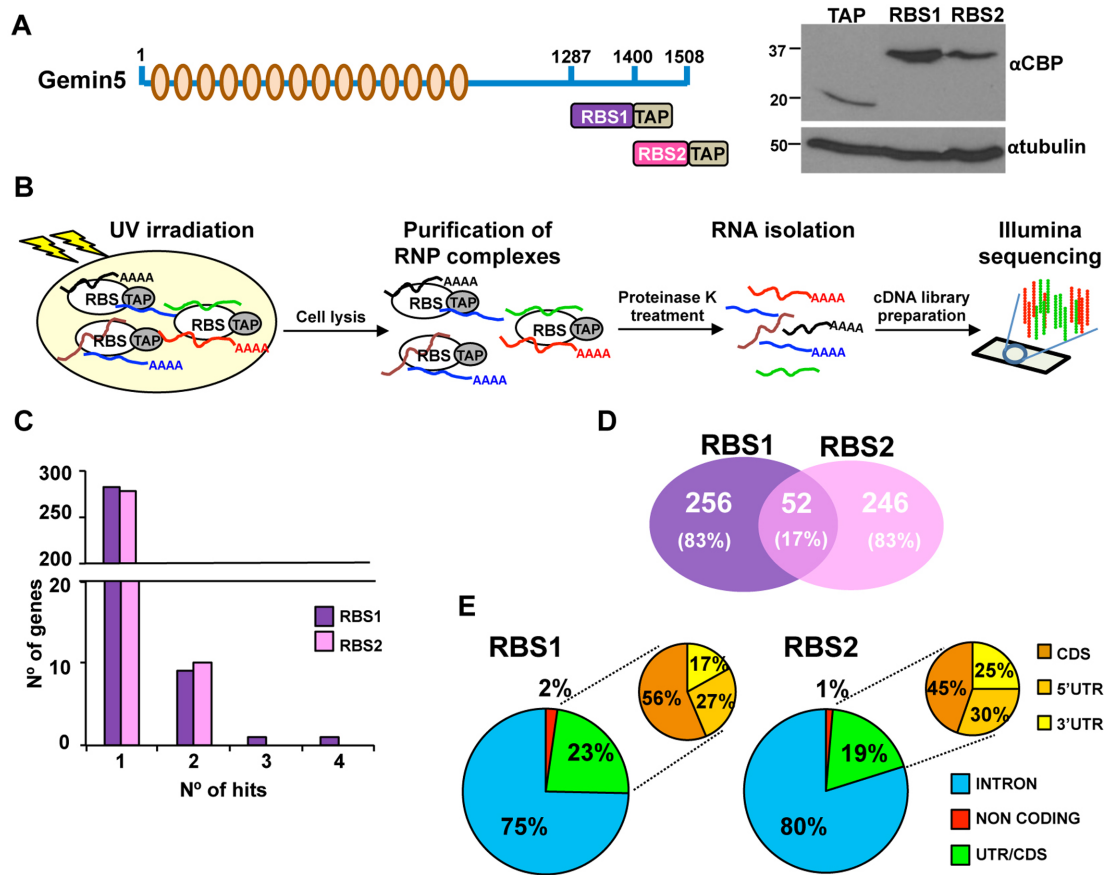 A
Gemin5
1
1287
1400
1508
RBS1
TAP
RBS2
TAP
TAP
RBS1
RBS2
37
20
50
αCBP
αtubulin
B
UV irradiation
Purification of
RNP complexes
RNA isolation
Illumina
sequencing
AAAA
RBS
TAP
RBS
TAP
RBS
TAP
AAAA
AAAA
Cell lysis
AAAA
RBS
TAP
RBS
TAP
RBS
TAP
AAAA
AAAA
Proteinase K
treatment
AAAA
AAAA
AAAA
cDNA library
preparation
C
300
250
200
20
10
0
Nº of genes
RBS1
RBS2
1
2
3
4
Nº of hits
D
RBS1
RBS2
256
(83%)
52
(17%)
246
(83%)
E
RBS1
2%
23%
75%
17%
56%
27%
RBS2
1%
19%
80%
25%
45%
30%
CDS
5'UTR
3'UTR
INTRON
NON CODING
UTR/CDS